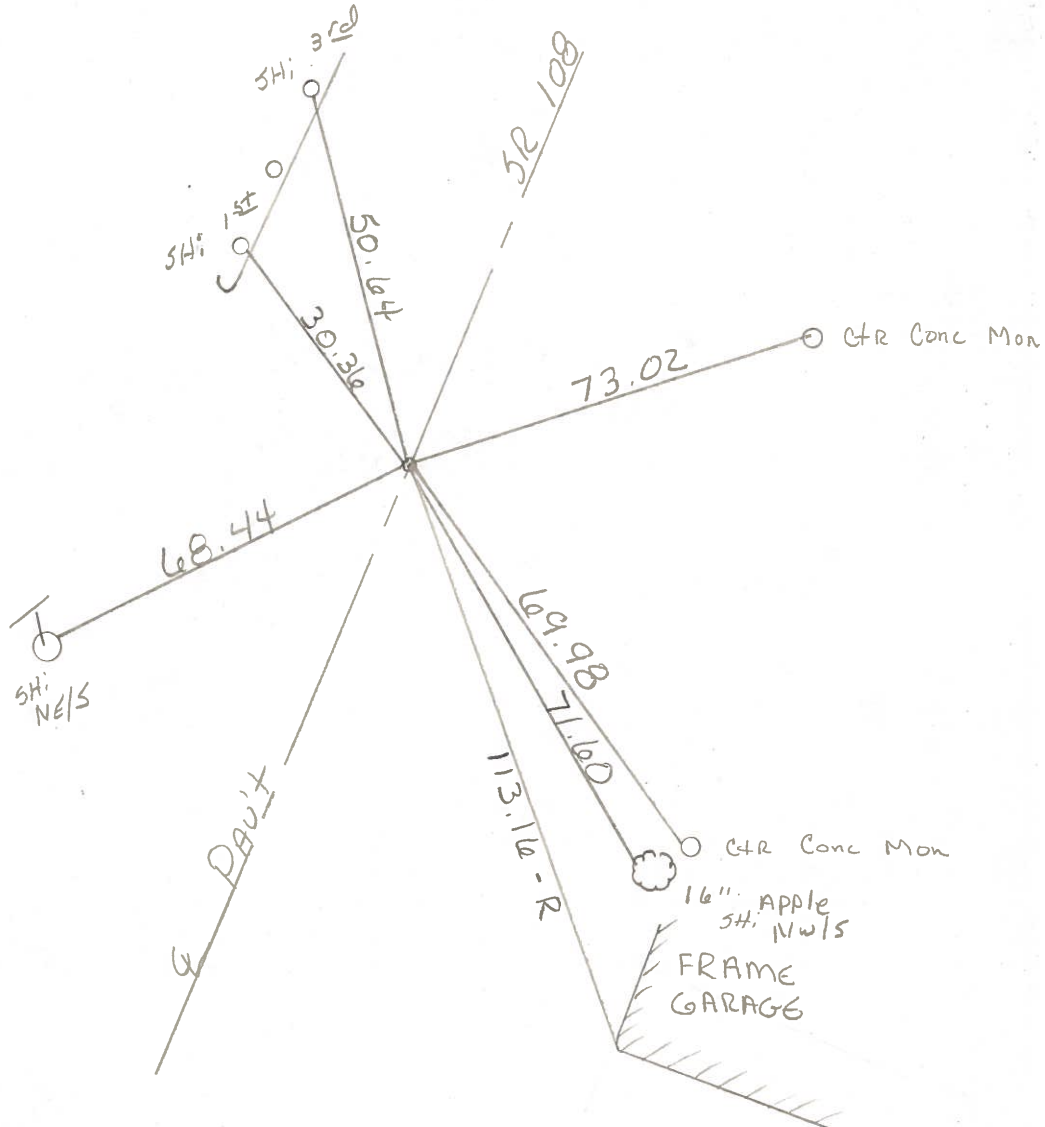 SHi 3rd
SR 108
SHi 1st
50.64
30.36
CtR Conc Mon
73.02
68.44
SHi
NE/S
69.98
71.60
113.16 - R
℄ PAV'T
CtR Conc Mon
16" Apple
SHi NW/S
FRAME
GARAGE